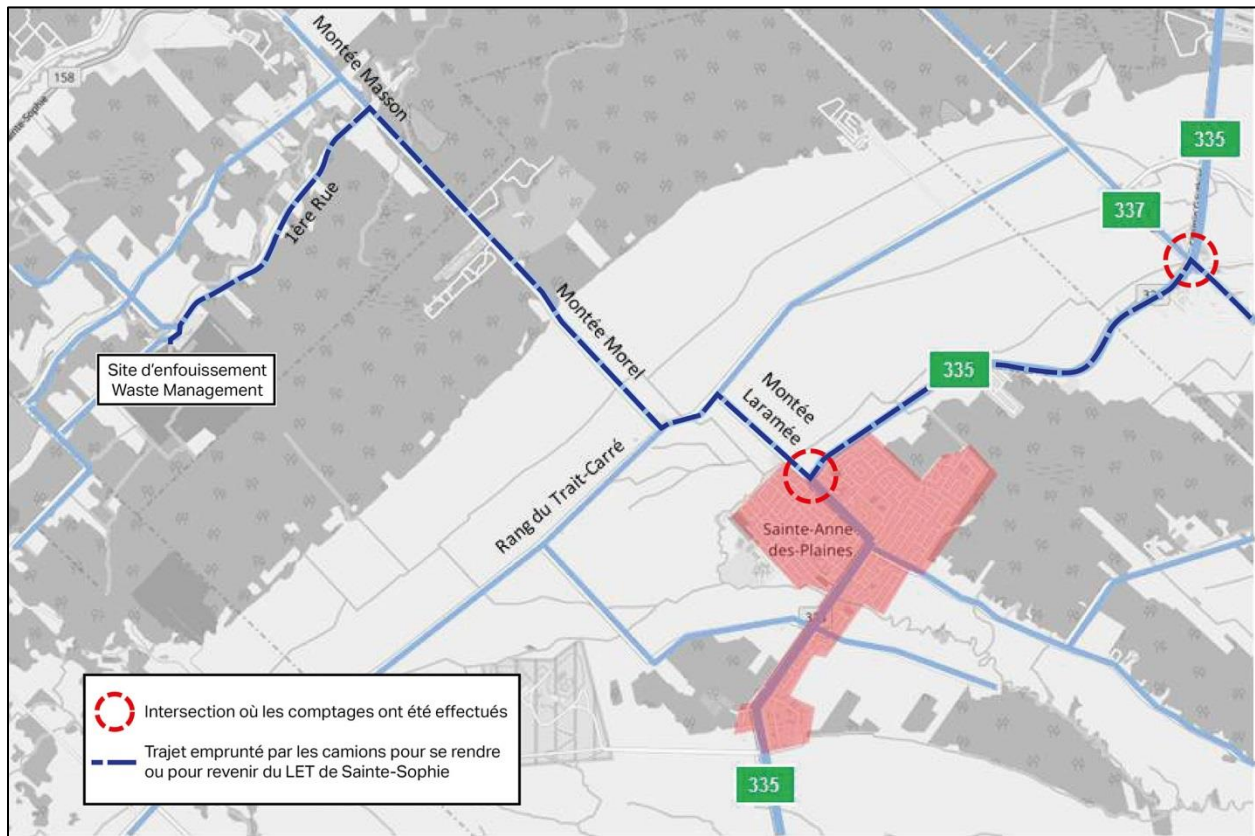 158
Montée Masson
335
1ère Rue
337
Montée Morel
Site d'enfouissement
Waste Management
335
Montée
Laramée
Rang du Trait-Carré
Sainte-Anne
des-Plaines
Intersection où les comptages ont été effectués
Trajet emprunté par les camions pour se rendre
ou pour revenir du LET de Sainte-Sophie
335